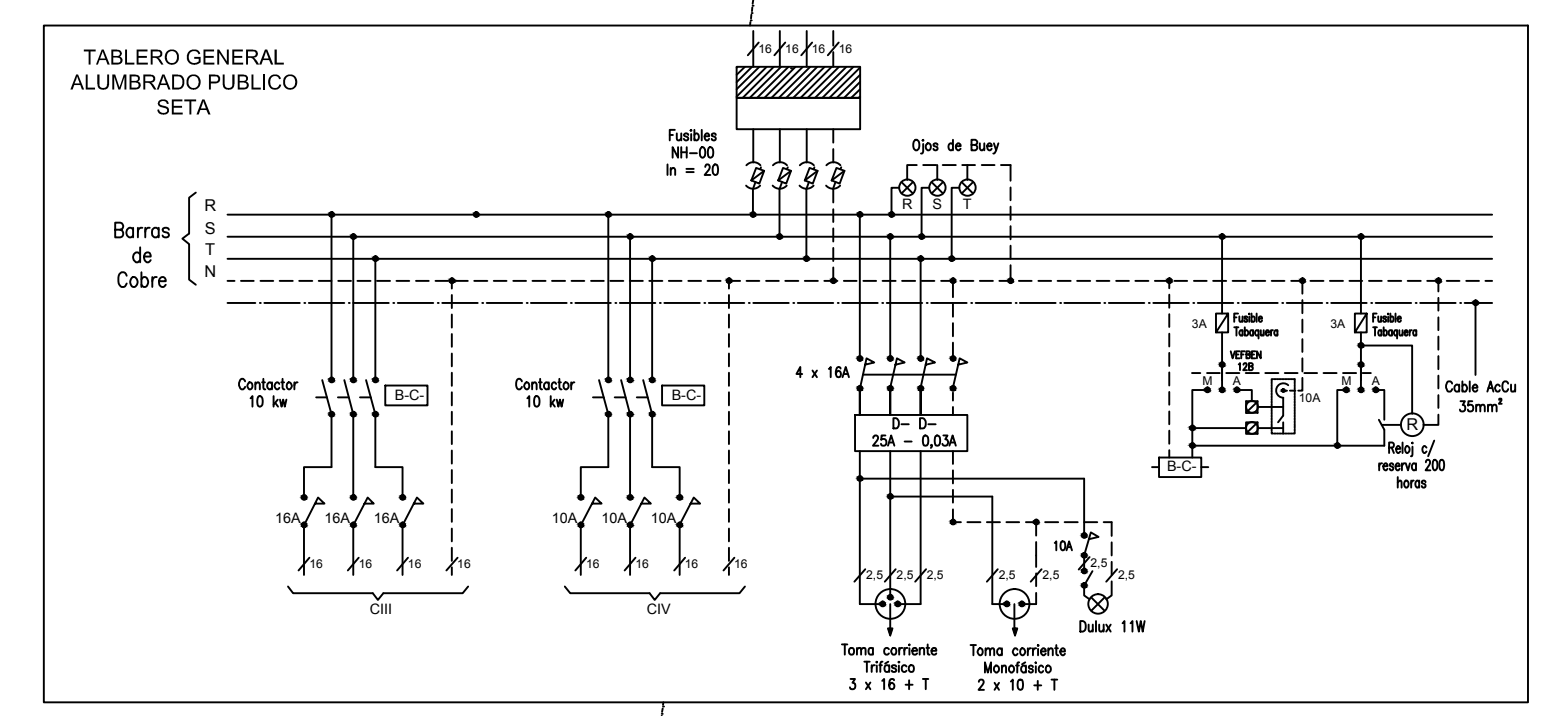 TABLERO GENERAL
ALUMBRADO PUBLICO
SETA
16 16 16 16
Fusibles
NH-00
In = 20
Ojos de Buey
R S T
Barras
de
Cobre
R
S
T
N
Contactor
10 kw
B-C-
16A 16A 16A
16 16 16 16
CIII
Contactor
10 kw
B-C-
10A 10A 10A
16 16 16 16
CIV
4 x 16A
D- D-
25A - 0,03A
2,5 2,5 2,5
Toma corriente
Trifásico
3 x 16 + T
2,5 2,5
Toma corriente
Monofásico
2 x 10 + T
10A
2,5
2,5
Dulux 11W
3A
Fusible
Tabaquera
VEFBEN
12B
M A
10A
B-C-
3A
Fusible
Tabaquera
M A
R
Reloj c/
reserva 200
horas
Cable AcCu
35mm²